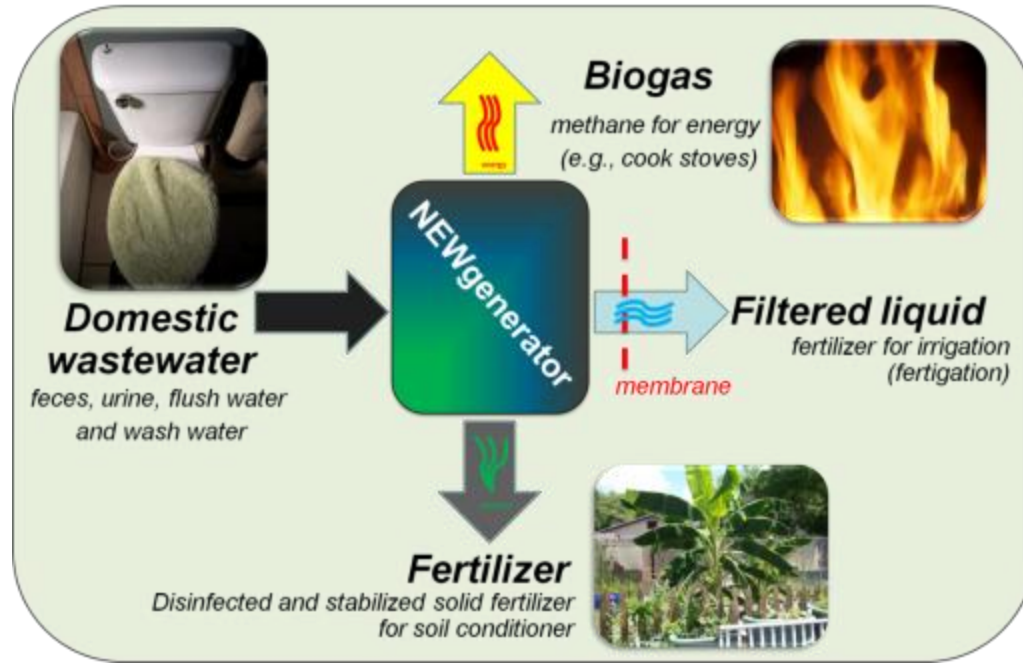 Biogas
methane for energy
(e.g., cook stoves)
energy
NEWgenerator
Domestic
wastewater
feces, urine, flush water
and wash water
Filtered liquid
fertilizer for irrigation
(fertigation)
membrane
Fertilizer
Disinfected and stabilized solid fertilizer
for soil conditioner